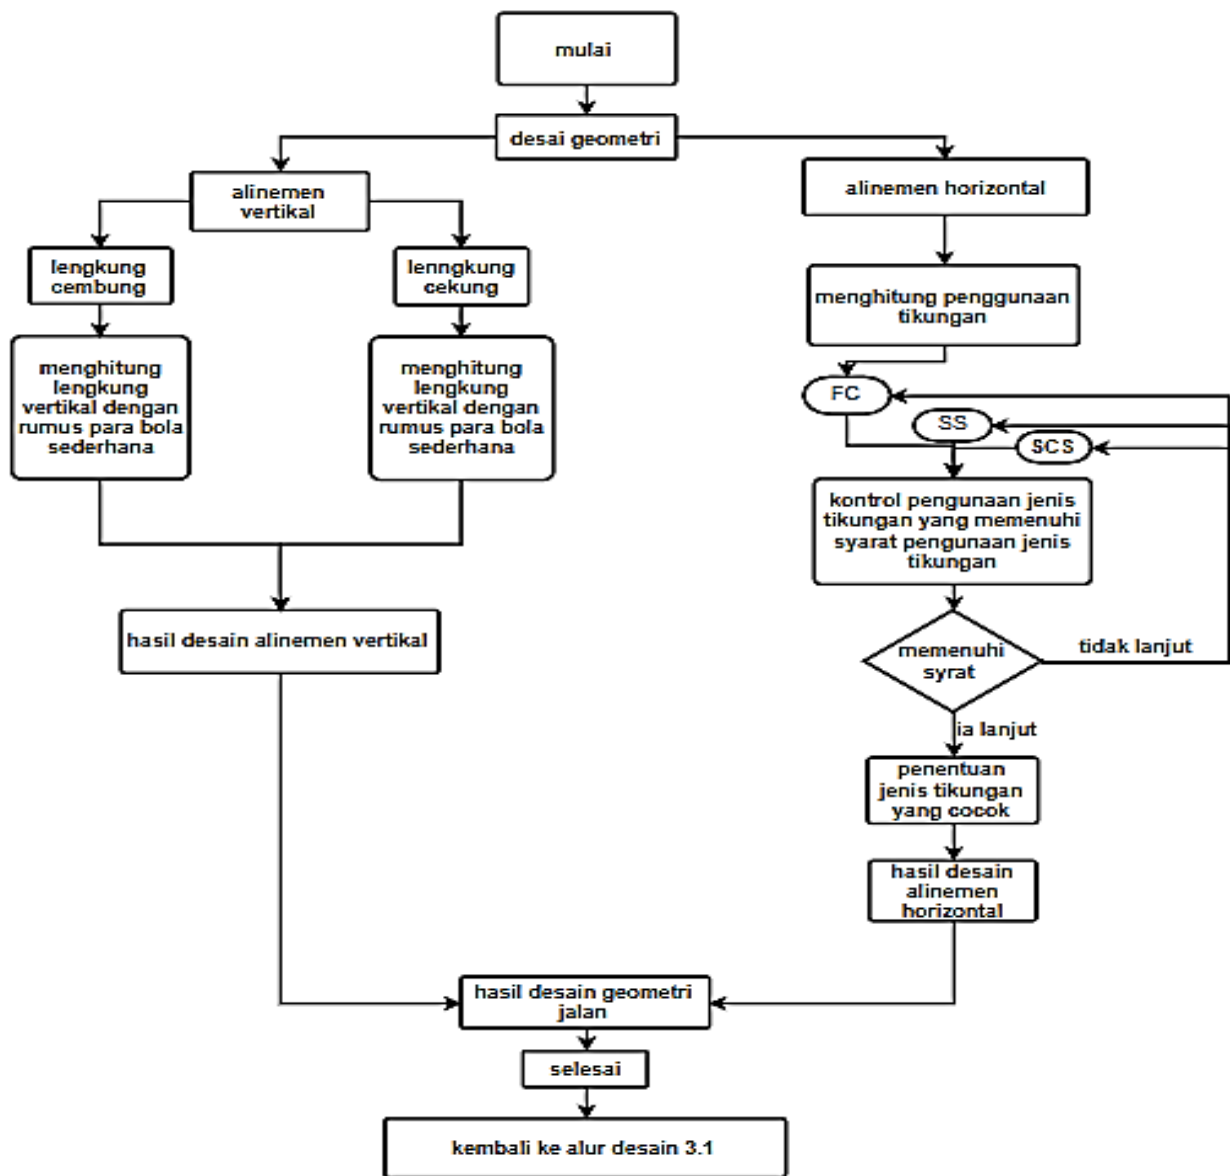 mulai
desai geometri
alinemen
vertikal
alinemen horizontal
lengkung
cembung
lenngkung
cekung
menghitung penggunaan
tikungan
menghitung
lengkung
vertikal dengan
rumus para bola
sederhana
menghitung
lengkung
vertikal dengan
rumus para bola
sederhana
FC
SS
SCS
kontrol pengunaan jenis
tikungan yang memenuhi
syarat pengunaan jenis
tikungan
hasil desain alinemen vertikal
memenuhi
syrat
tidak lanjut
ia lanjut
penentuan
jenis tikungan
yang cocok
hasil desain
alinemen
horizontal
hasil desain geometri
jalan
selesai
kembali ke alur desain 3.1